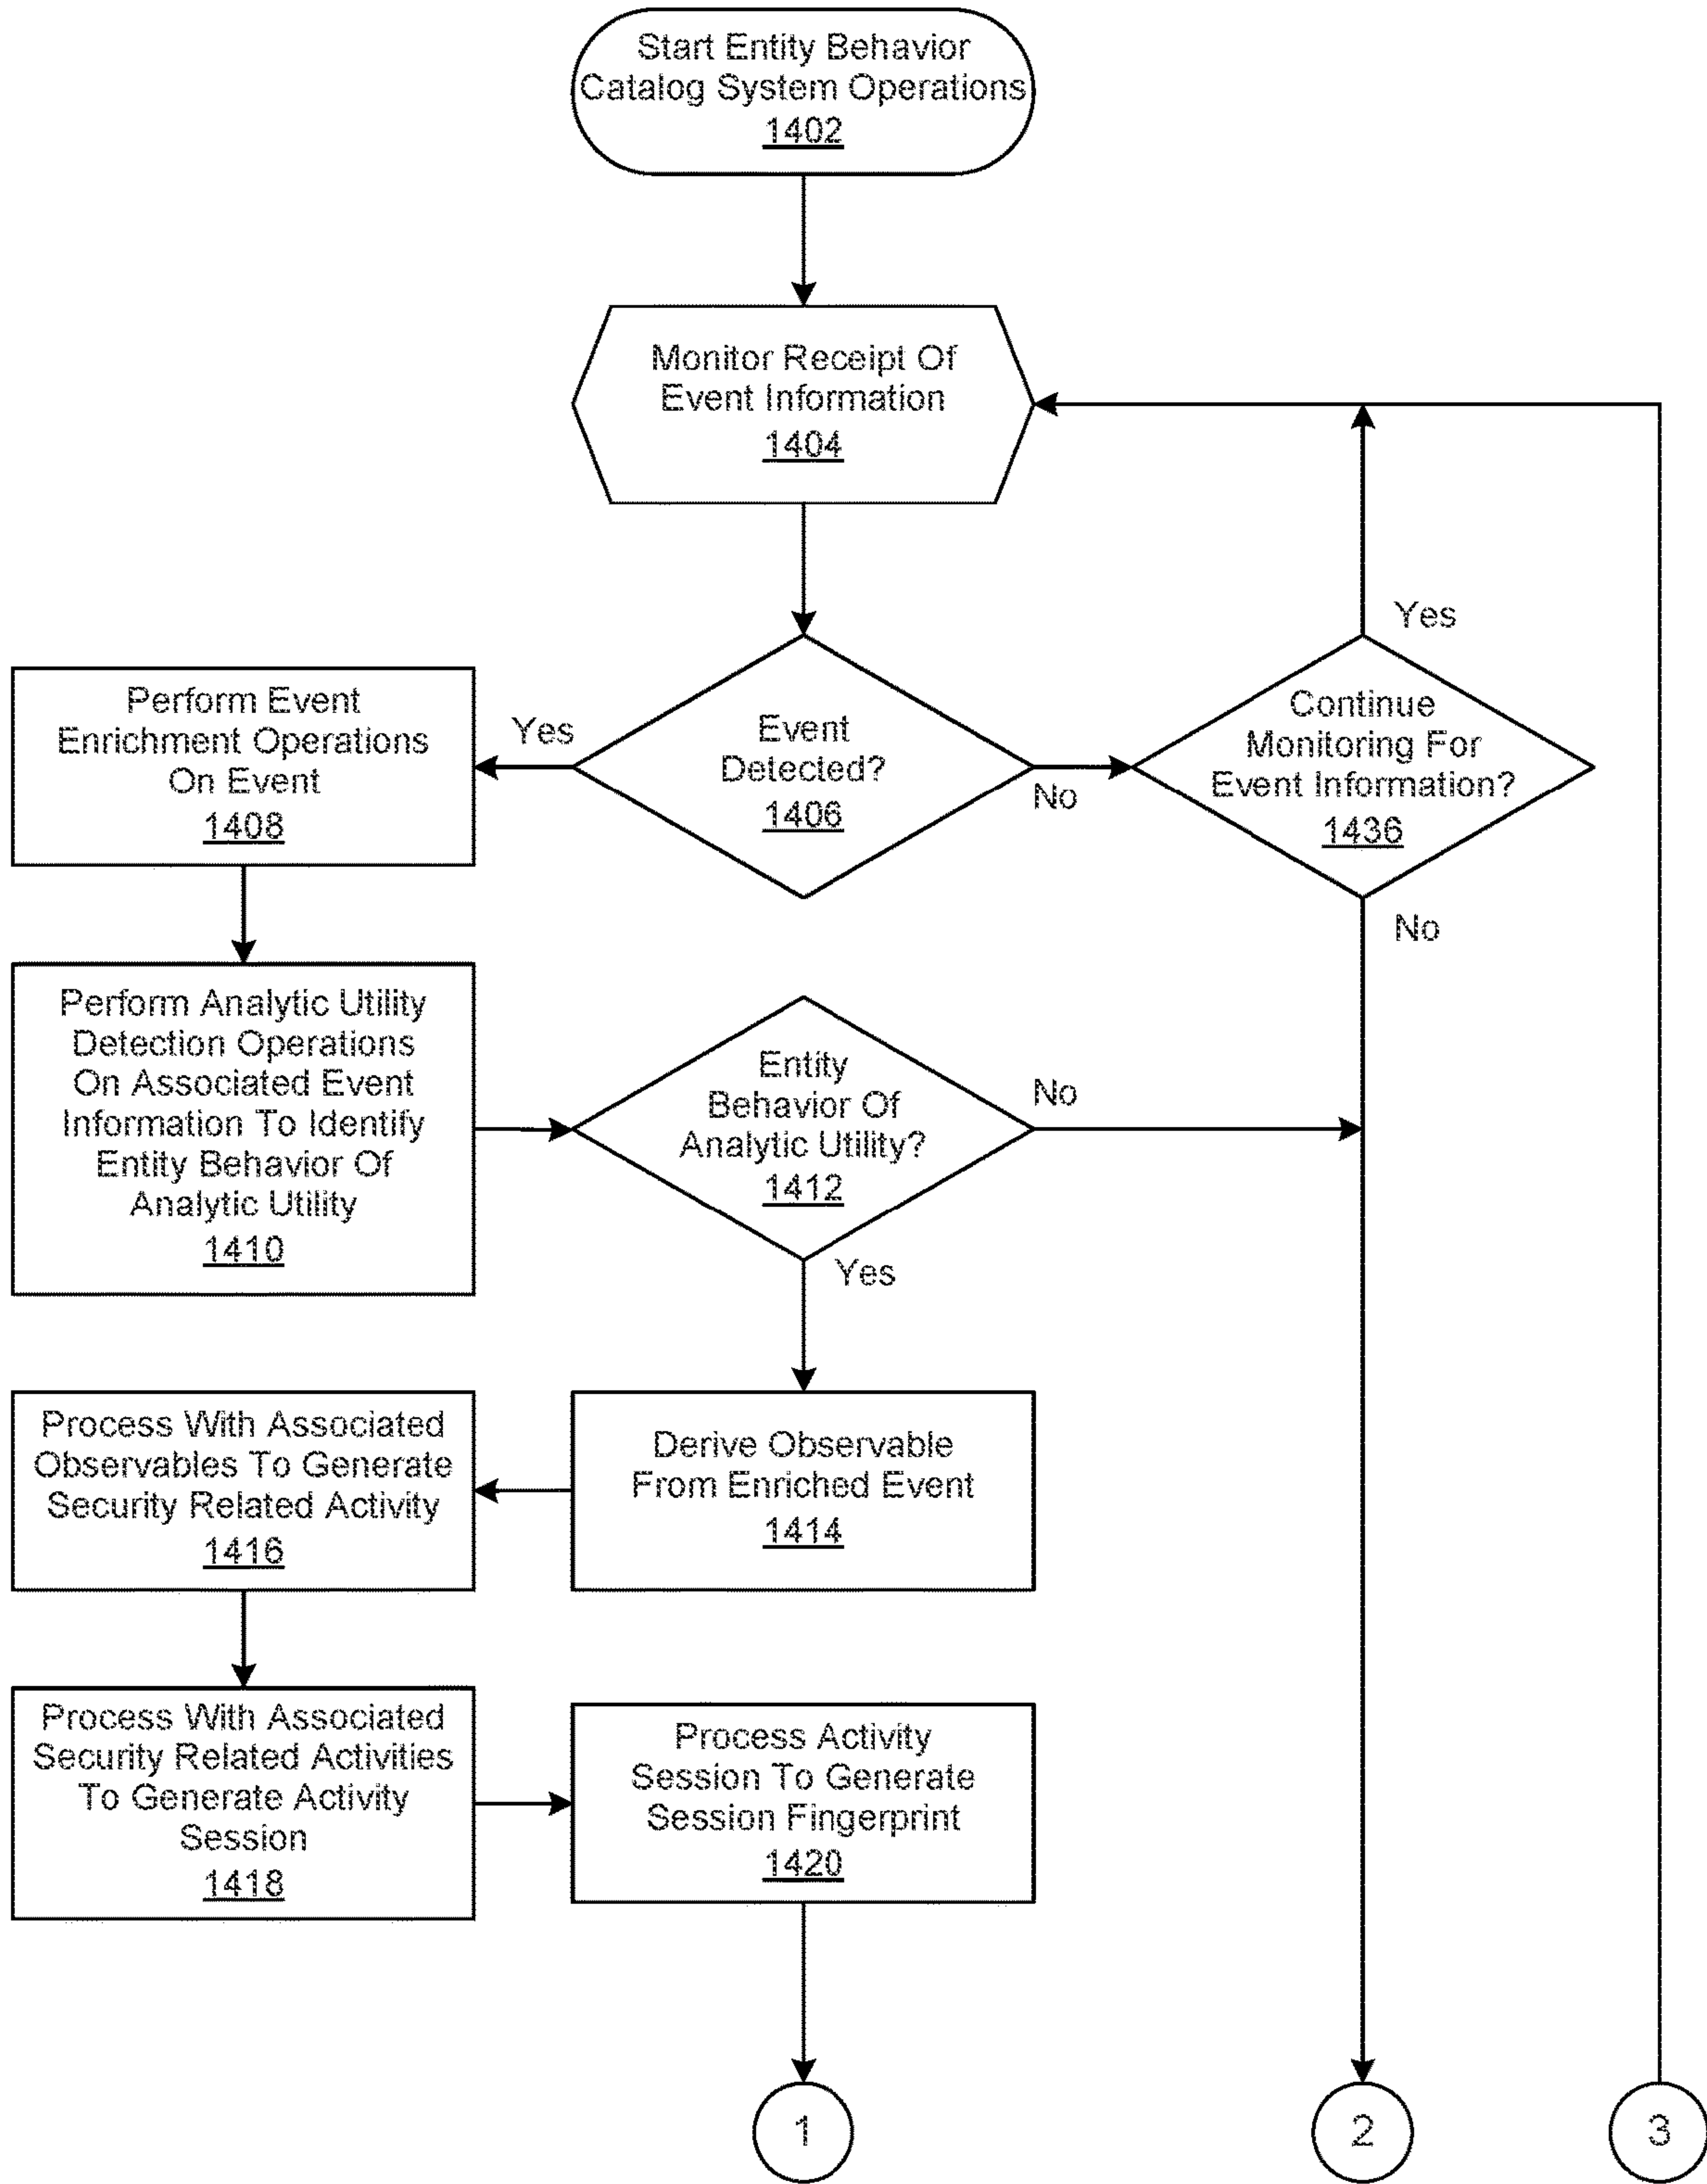 Start Entity Behavior
Catalog System Operations
1402
Monitor Receipt Of
Event Information
1404
Yes
Perform Event
Enrichment Operations
On Event
1408
Yes
Event
Detected?
1406
No
Continue
Monitoring For
Event Information?
1436
No
Perform Analytic Utility
Detection Operations
On Associated Event
Information To Identify
Entity Behavior Of
Analytic Utility
1410
Entity
Behavior Of
Analytic Utility?
1412
No
Yes
Process With Associated
Observables To Generate
Security Related Activity
1416
Derive Observable
From Enriched Event
1414
Process With Associated
Security Related Activities
To Generate Activity
Session
1418
Process Activity
Session To Generate
Session Fingerprint
1420
1
2
3